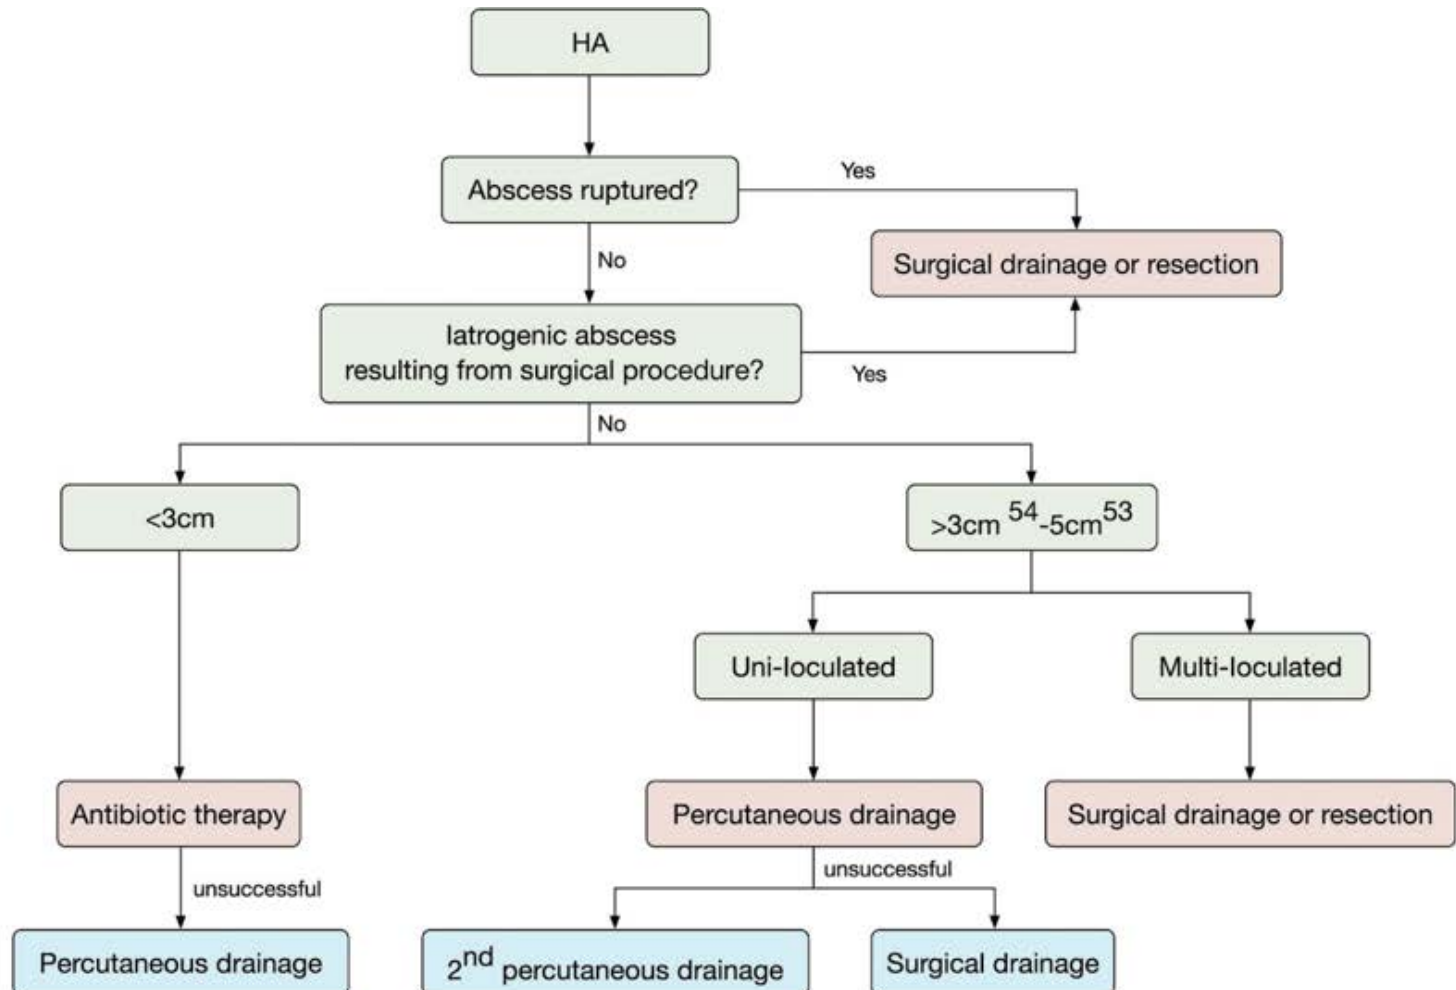 HA
Abscess ruptured?
Yes
Surgical drainage or resection
No
Iatrogenic abscess
resulting from surgical procedure?
Yes
No
<3cm
>3cm 54-5cm53
Uni-loculated
Multi-loculated
Antibiotic therapy
Percutaneous drainage
Surgical drainage or resection
unsuccessful
unsuccessful
Percutaneous drainage
2nd percutaneous drainage
Surgical drainage